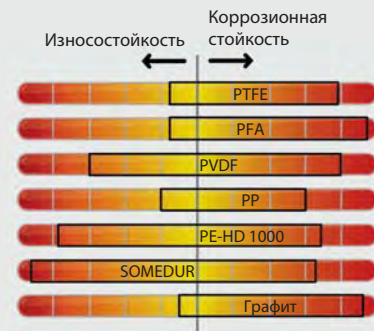 Износостойкость
Коррозионная
стойкость
PTFE
PFA
PVDF
PP
PE-HD 1000
SOMEDUR
Графит